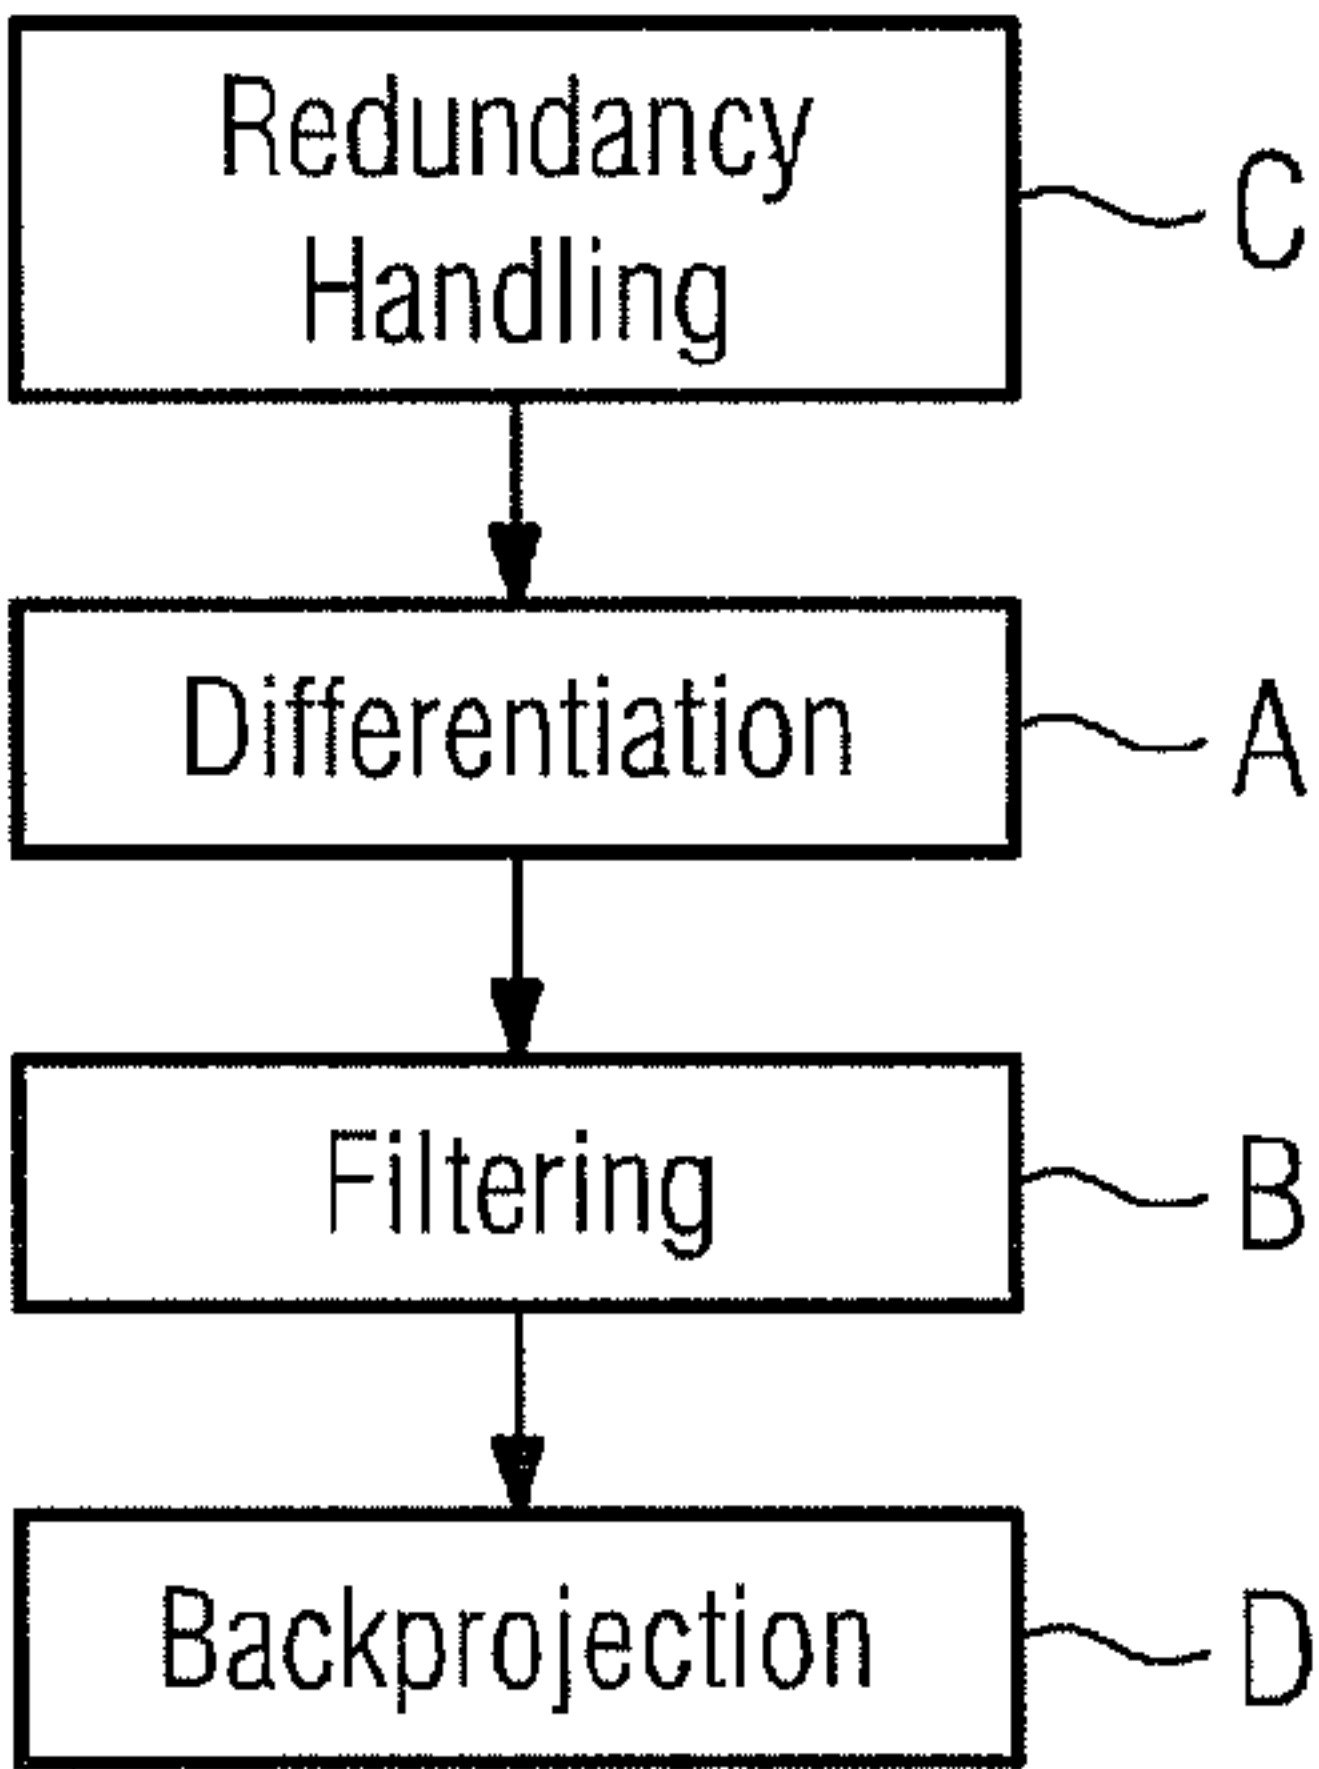 Redundancy
Handling
C
Differentiation
A
Filtering
B
Backprojection
D